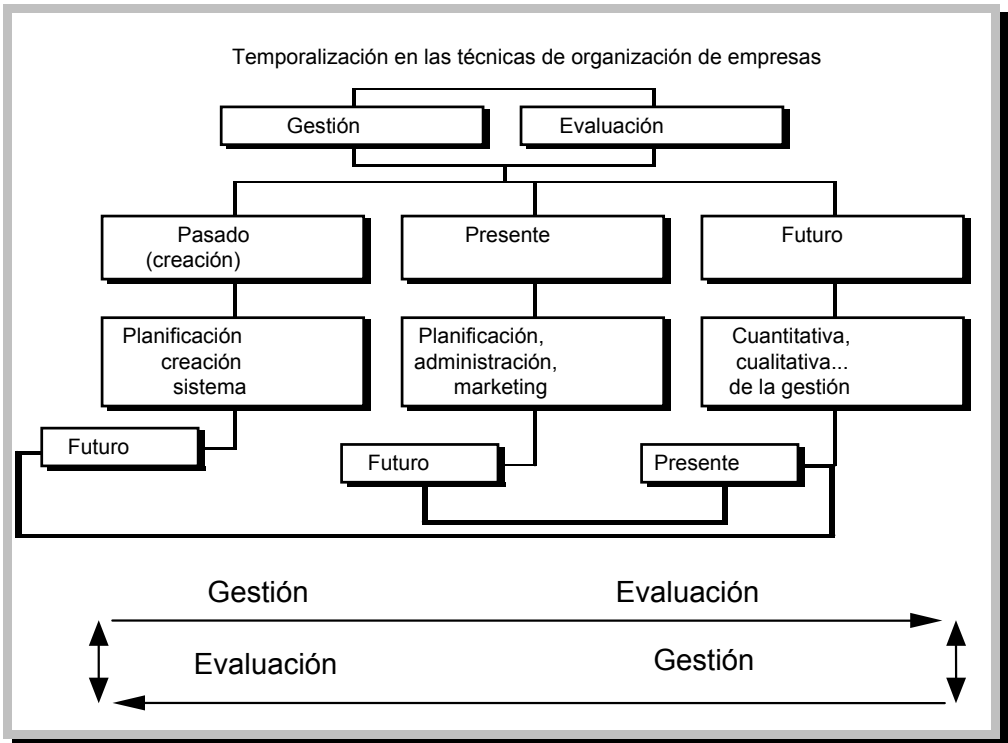 Temporalización en las técnicas de organización de empresas
Gestión
Evaluación
Pasado
(creación)
Presente
Futuro
Planificación
creación
sistema
Planificación,
administración,
marketing
Cuantitativa,
cualitativa...
de la gestión
Futuro
Futuro
Presente
Gestión
Evaluación
Evaluación
Gestión